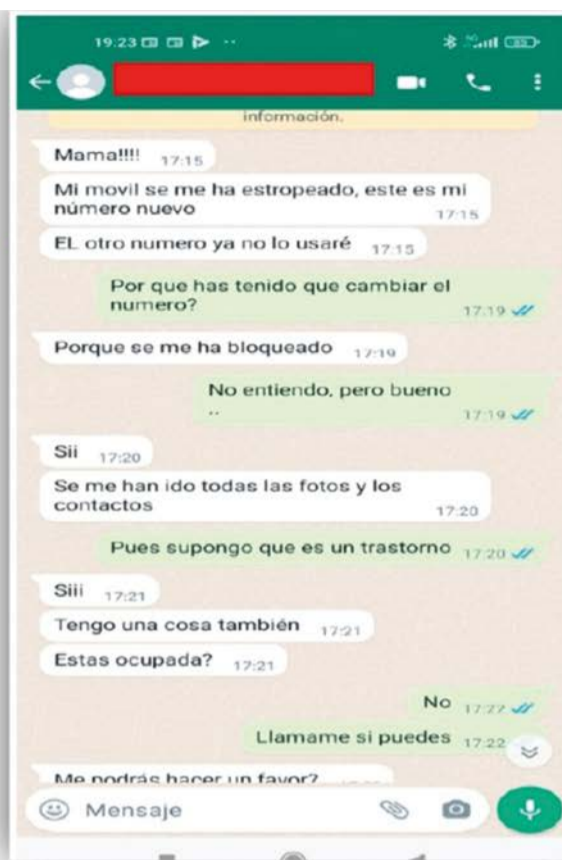 19:23
información.
Mama!!!! 17:15
Mi movil se me ha estropeado, este es mi
número nuevo 17:15
EL otro numero ya no lo usaré 17:15
Por que has tenido que cambiar el
numero? 17:19
Porque se me ha bloqueado 17:19
No entiendo, pero bueno
.. 17:19
Sii 17:20
Se me han ido todas las fotos y los
contactos 17:20
Pues supongo que es un trastorno 17:20
Siii 17:21
Tengo una cosa también 17:21
Estas ocupada? 17:21
No 17:22
Llamame si puedes 17:22
Me podrás hacer un favor?
Mensaje